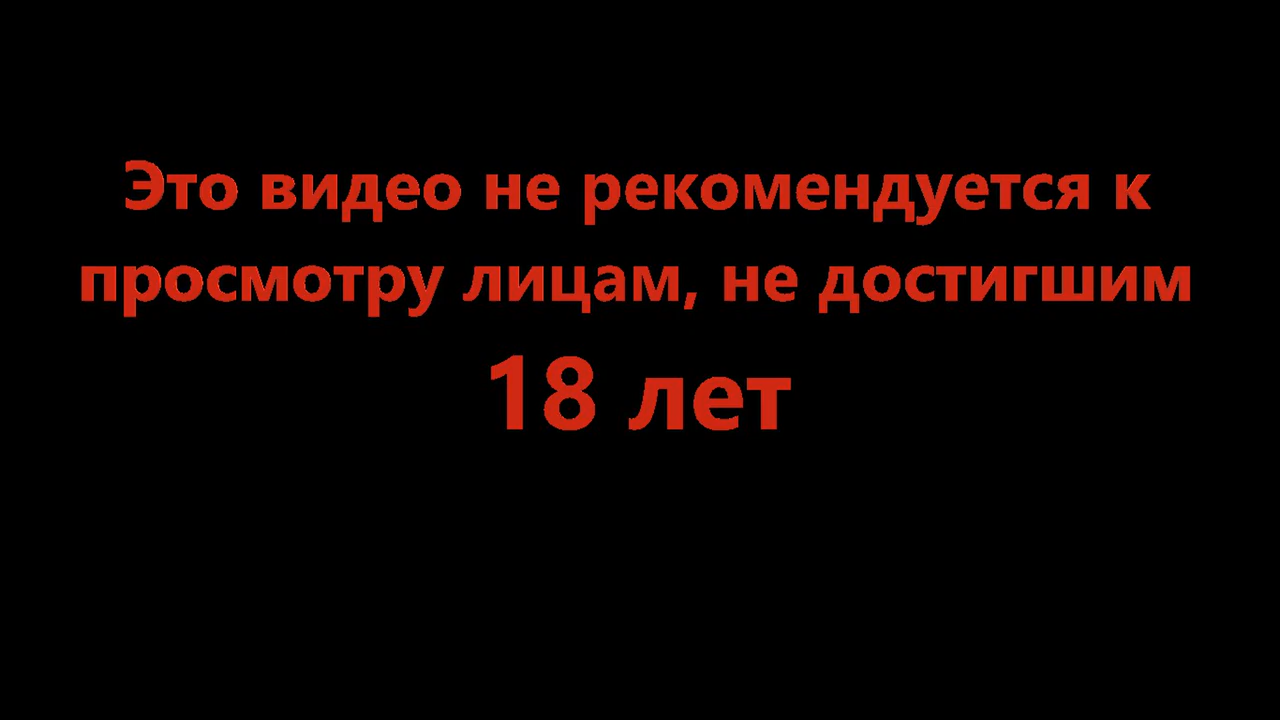 Это видео не рекомендуется к
просмотру лицам, не достигшим
18 лет